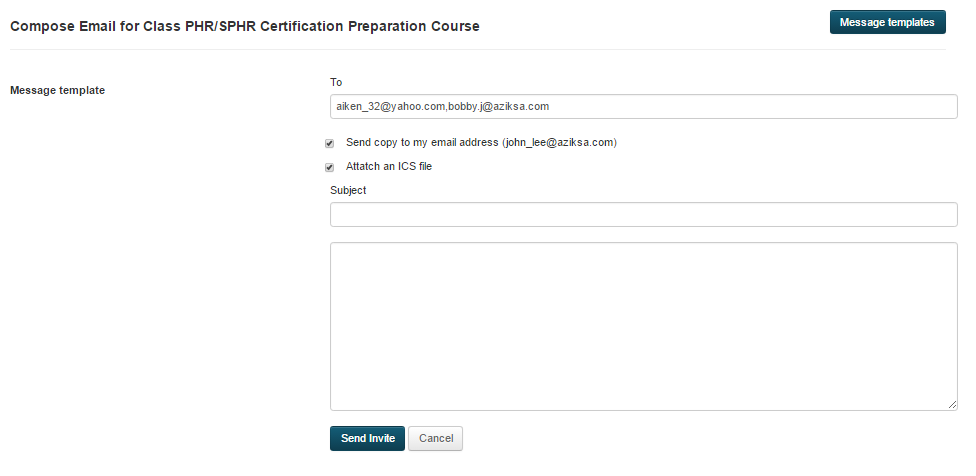 Compose Email for Class PHR/SPHR Certification Preparation Course
Message templates
Message template
To
aiken_32@yahoo.com,bobby.j@aziksa.com
Send copy to my email address (john_lee@aziksa.com)
Attatch an ICS file
Subject
Send Invite
Cancel